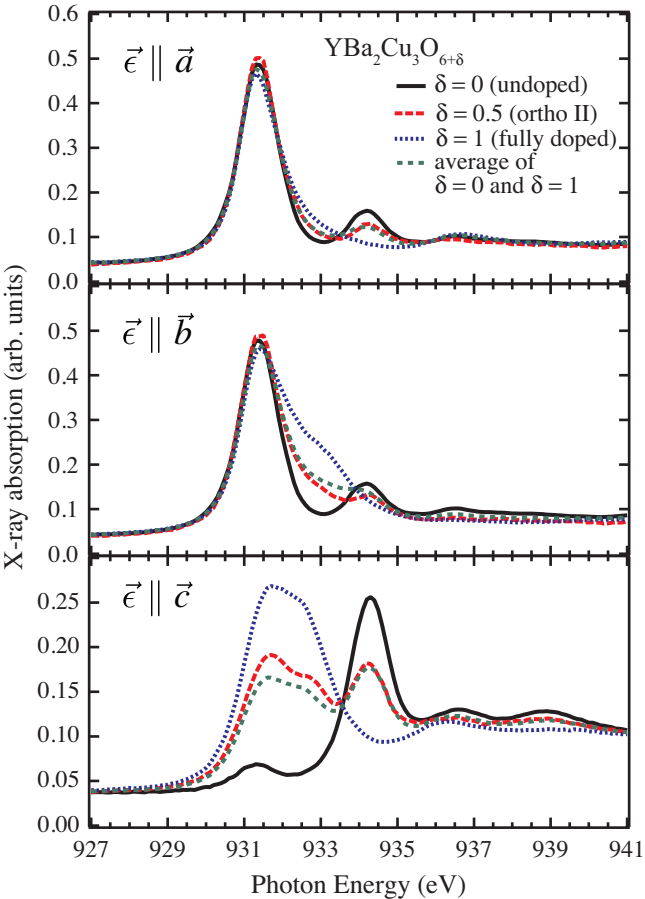 0.6
0.5
0.4
0.3
0.2
0.1
0.0
ϵ⃗ || a⃗
YBa₂Cu₃O₆₊δ
δ = 0 (undoped)
δ = 0.5 (ortho II)
δ = 1 (fully doped)
average of
δ = 0 and δ = 1
X-ray absorption (arb. units)
0.5
0.4
0.3
0.2
0.1
0.0
ϵ⃗ || b⃗
0.25
0.20
0.15
0.10
0.05
0.00
ϵ⃗ || c⃗
927 929 931 933 935 937 939 941
Photon Energy (eV)